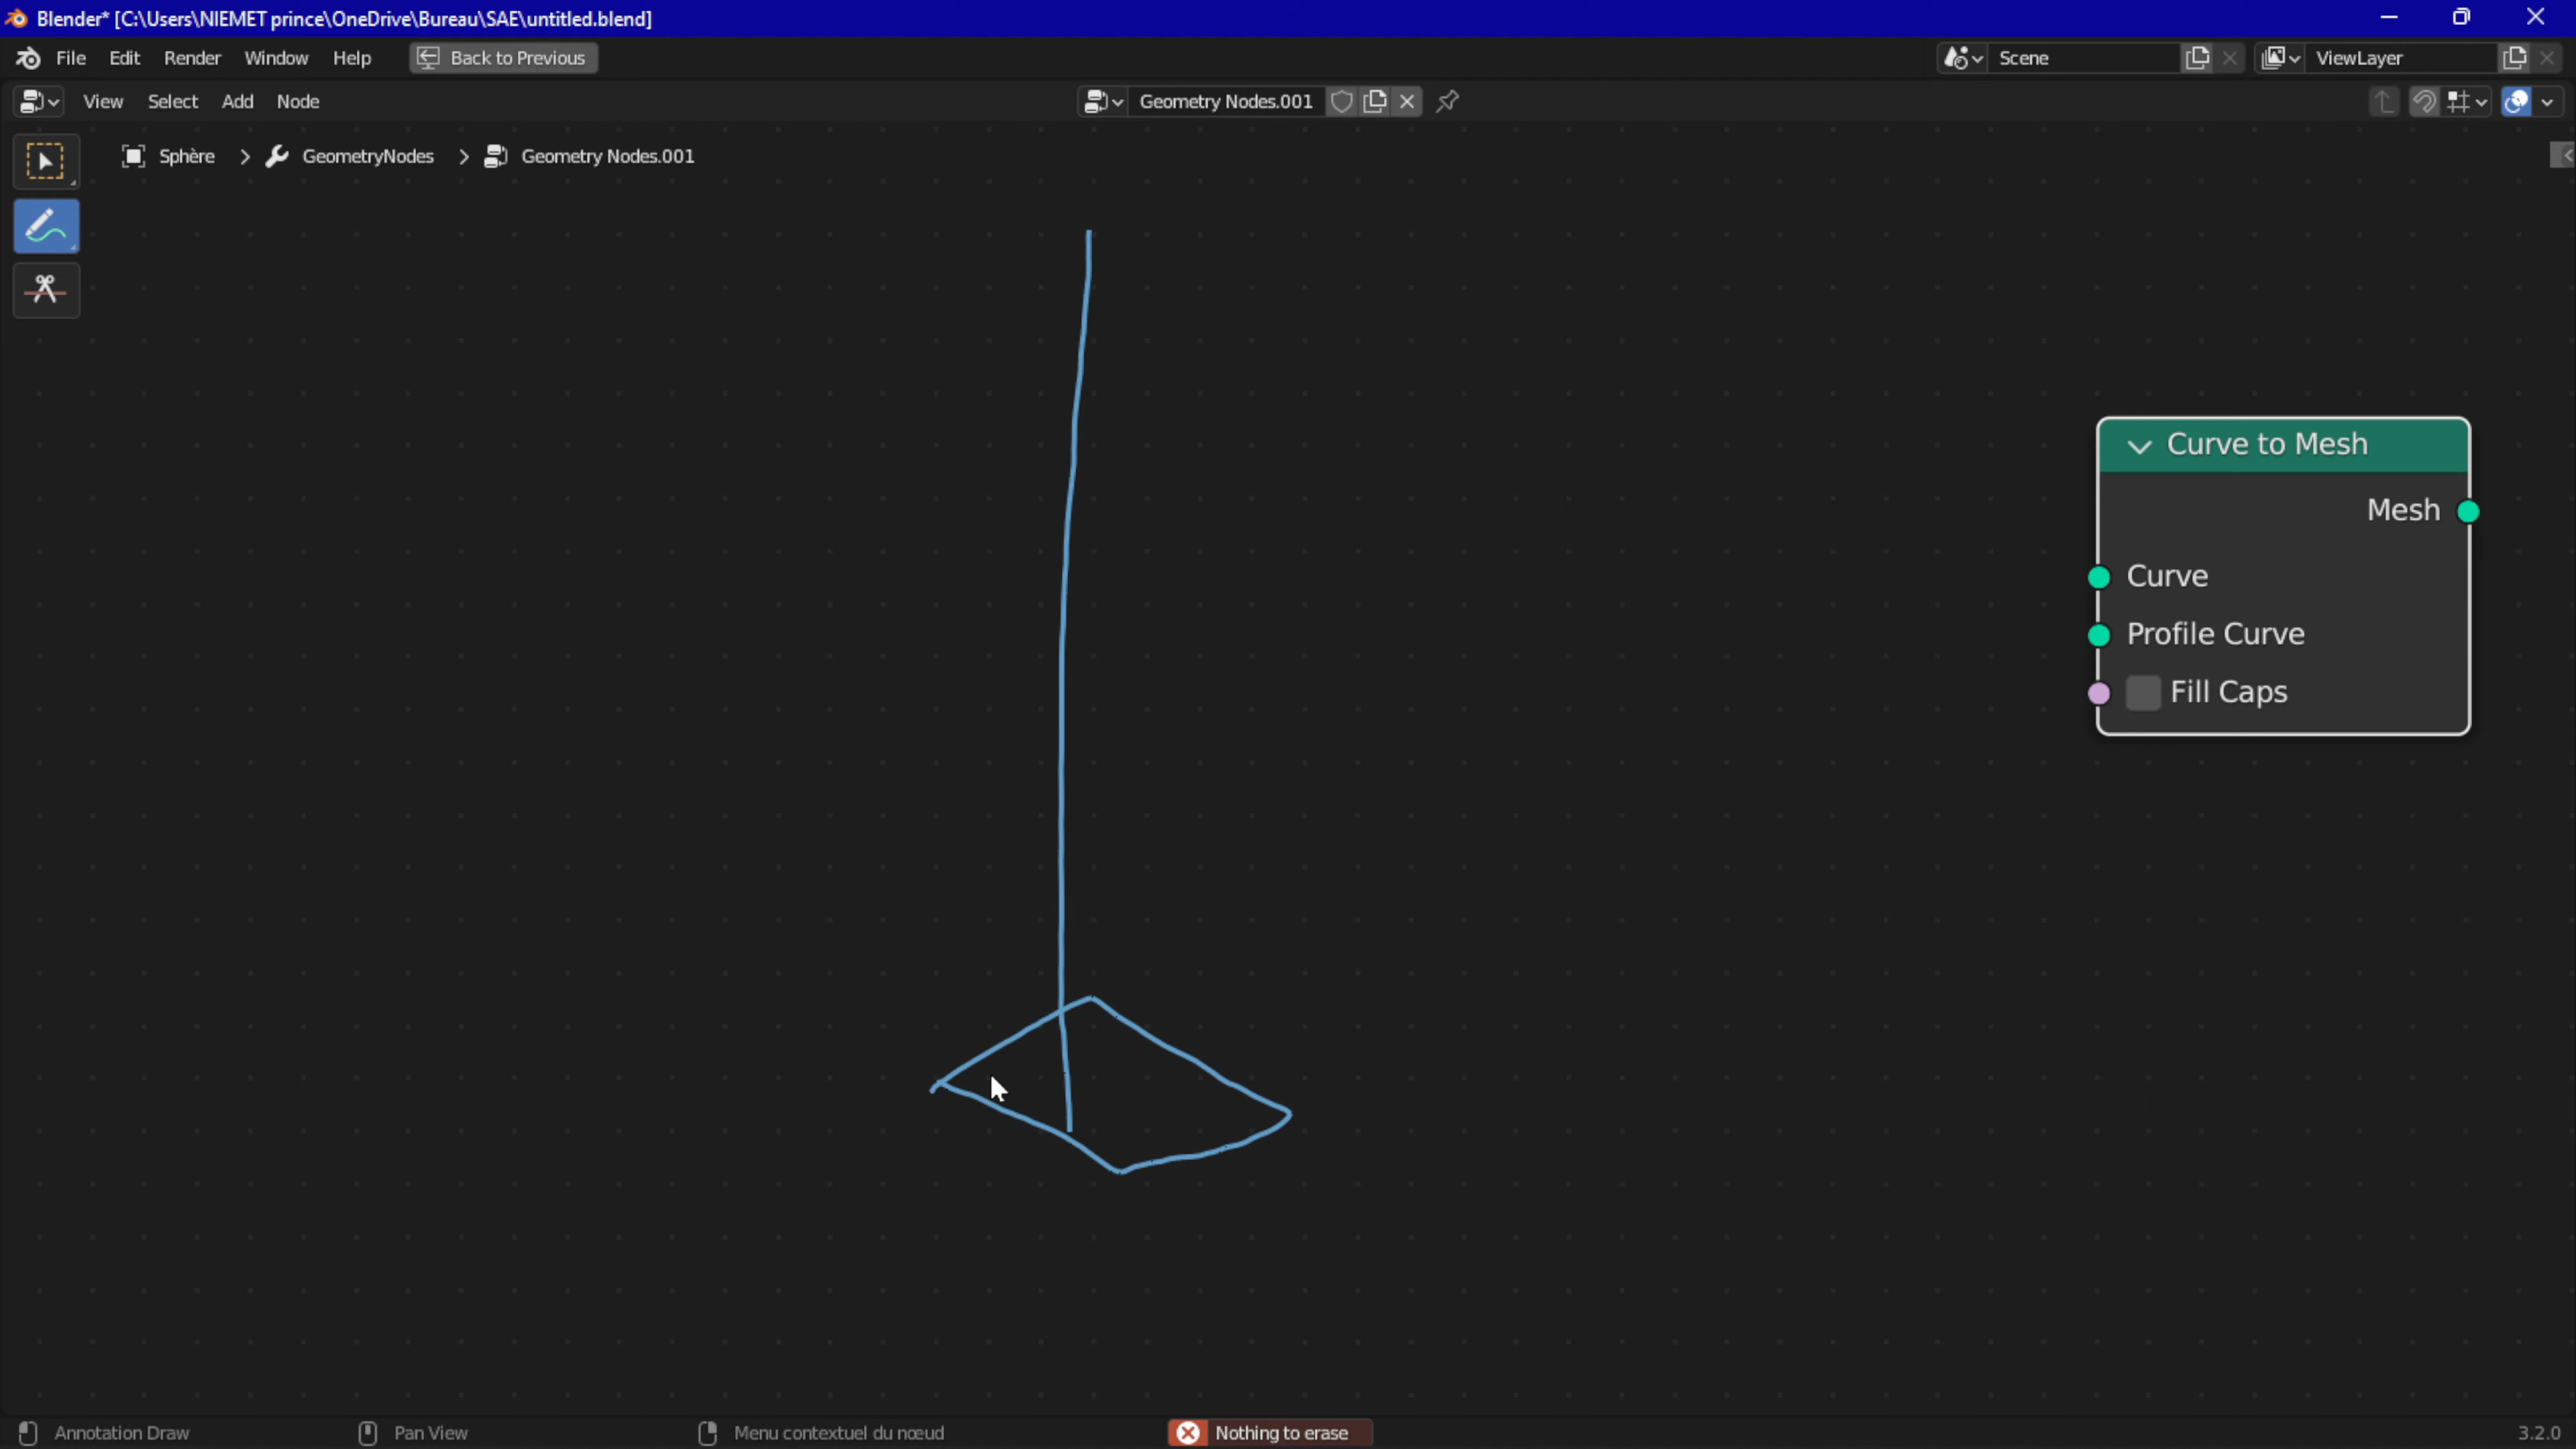 Blender* [C:\Users\NIEMET prince\OneDrive\Bureau\SAE\untitled.blend]
File Edit Render Window Help Back to Previous Scene ViewLayer
View Select Add Node Geometry Nodes.001
Sphère > GeometryNodes > Geometry Nodes.001
Curve to Mesh
Mesh
Curve
Profile Curve
Fill Caps
Annotation Draw Pan View Menu contextuel du nœud Nothing to erase 3.2.0